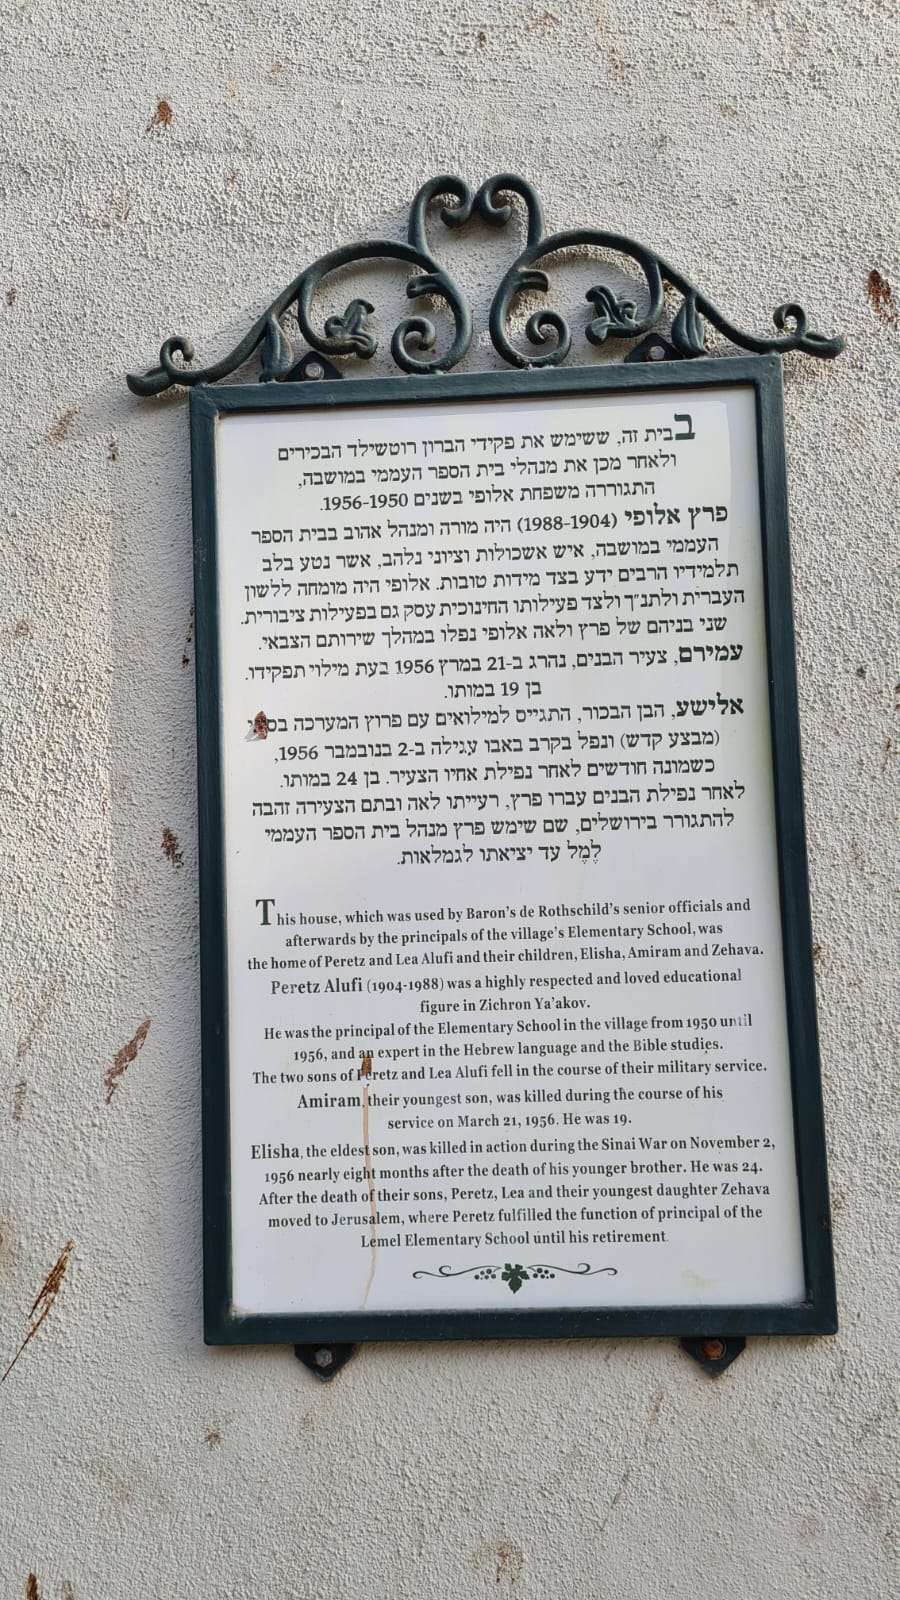 בבית זה, ששימש את פקידי הברון רוטשילד הבכירים
ולאחר מכן את מנהלי בית הספר העממי במושבה,
התגוררה משפחת אלופי בשנים 1956-1950.
פרץ אלופי (1988-1904) היה מורה ומנהל אהוב בבית הספר
העממי במושבה, איש אשכולות וציוני נלהב, אשר נטע בלב
תלמידיו הרבים ידע בצד מידות טובות. אלופי היה מומחה ללשון
העברית ולתנ״ך ולצד פעילותו החינוכית עסק גם בפעילות ציבורית.
שני בניהם של פרץ ולאה אלופי נפלו במהלך שירותם הצבאי.
עמירם, צעיר הבנים, נהרג ב-21 במרץ 1956 בעת מילוי תפקידו.
בן 19 במותו.
אלישע, הבן הבכור, התגייס למילואים עם פרוץ המערכה
(מבצע קדש) ונפל בקרב באבו עגילה ב-2 בנובמבר 1956,
כשמונה חודשים לאחר נפילת אחיו הצעיר. בן 24 במותו.
לאחר נפילת הבנים עברו פרץ, רעייתו לאה ובתם הצעירה זהבה
להתגורר בירושלים, שם שימש פרץ מנהל בית הספר העממי
לֶמֶל עד יציאתו לגמלאות.
This house, which was used by Baron's de Rothschild's senior officials and
afterwards by the principals of the village's Elementary School, was
the home of Peretz and Lea Alufi and their children, Elisha, Amiram and Zehava.
Peretz Alufi (1904-1988) was a highly respected and loved educational
figure in Zichron Ya'akov.
He was the principal of the Elementary School in the village from 1950 until
1956, and an expert in the Hebrew language and the Bible studies.
The two sons of Peretz and Lea Alufi fell in the course of their military service.
Amiram, their youngest son, was killed during the course of his
service on March 21, 1956. He was 19.
Elisha, the eldest son, was killed in action during the Sinai War on November 2,
1956 nearly eight months after the death of his younger brother. He was 24.
After the death of their sons, Peretz, Lea and their youngest daughter Zehava
moved to Jerusalem, where Peretz fulfilled the function of principal of the
Lemel Elementary School until his retirement.